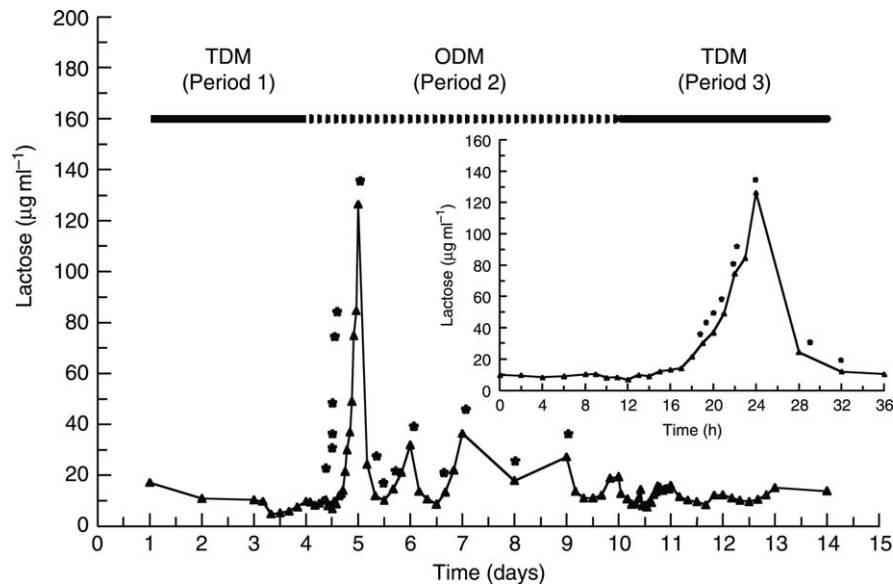 TDM
(Period 1)
ODM
(Period 2)
TDM
(Period 3)
Lactose (μg ml⁻¹)
200
180
160
140
120
100
80
60
40
20
0
0 1 2 3 4 5 6 7 8 9 10 11 12 13 14 15
Time (days)
Lactose (μg ml⁻¹)
160
140
120
100
80
60
40
20
0
0 4 8 12 16 20 24 28 32 36
Time (h)